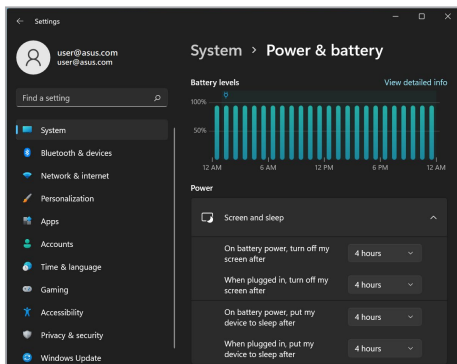 Settings
user@asus.com
user@asus.com
Find a setting
System
Bluetooth & devices
Network & internet
Personalization
Apps
Accounts
Time & language
Gaming
Accessibility
Privacy & security
Windows Update
System > Power & battery
Battery levels
View detailed info
100%
50%
12 AM 6 AM 12 PM 6 PM 12 AM
Power
Screen and sleep
On battery power, turn off my
screen after
4 hours
When plugged in, turn off my
screen after
4 hours
On battery power, put my
device to sleep after
4 hours
When plugged in, put my
device to sleep after
4 hours